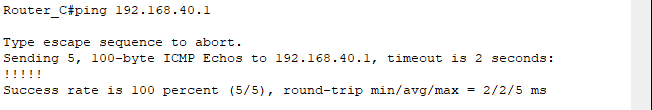 Router_C#ping 192.168.40.1
Type escape sequence to abort.
Sending 5, 100-byte ICMP Echos to 192.168.40.1, timeout is 2 seconds:
!!!!!
Success rate is 100 percent (5/5), round-trip min/avg/max = 2/2/5 ms